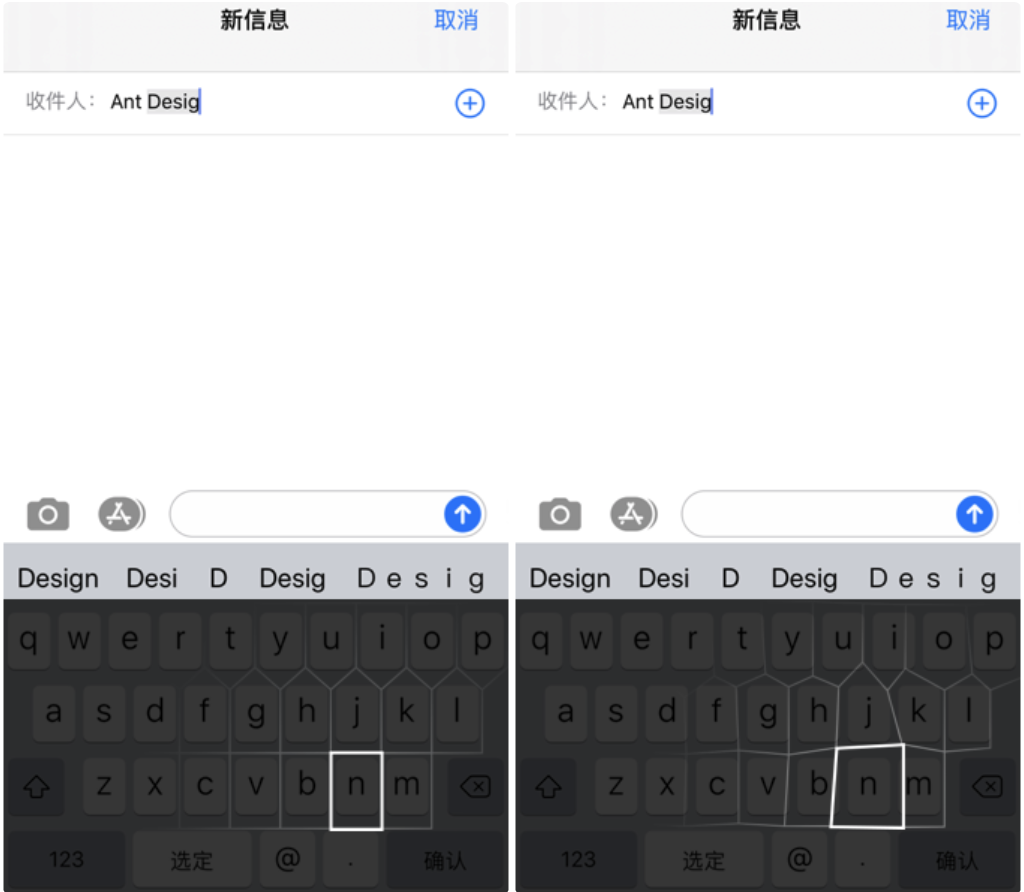 新信息 取消
收件人： Ant Desig
Design Desi D Desig D e s i g
q w e r t y u i o p
a s d f g h j k l
z x c v b n m
123 选定 @ . 确认
新信息 取消
收件人： Ant Desig
Design Desi D Desig D e s i g
q w e r t y u i o p
a s d f g h j k l
z x c v b n m
123 选定 @ . 确认